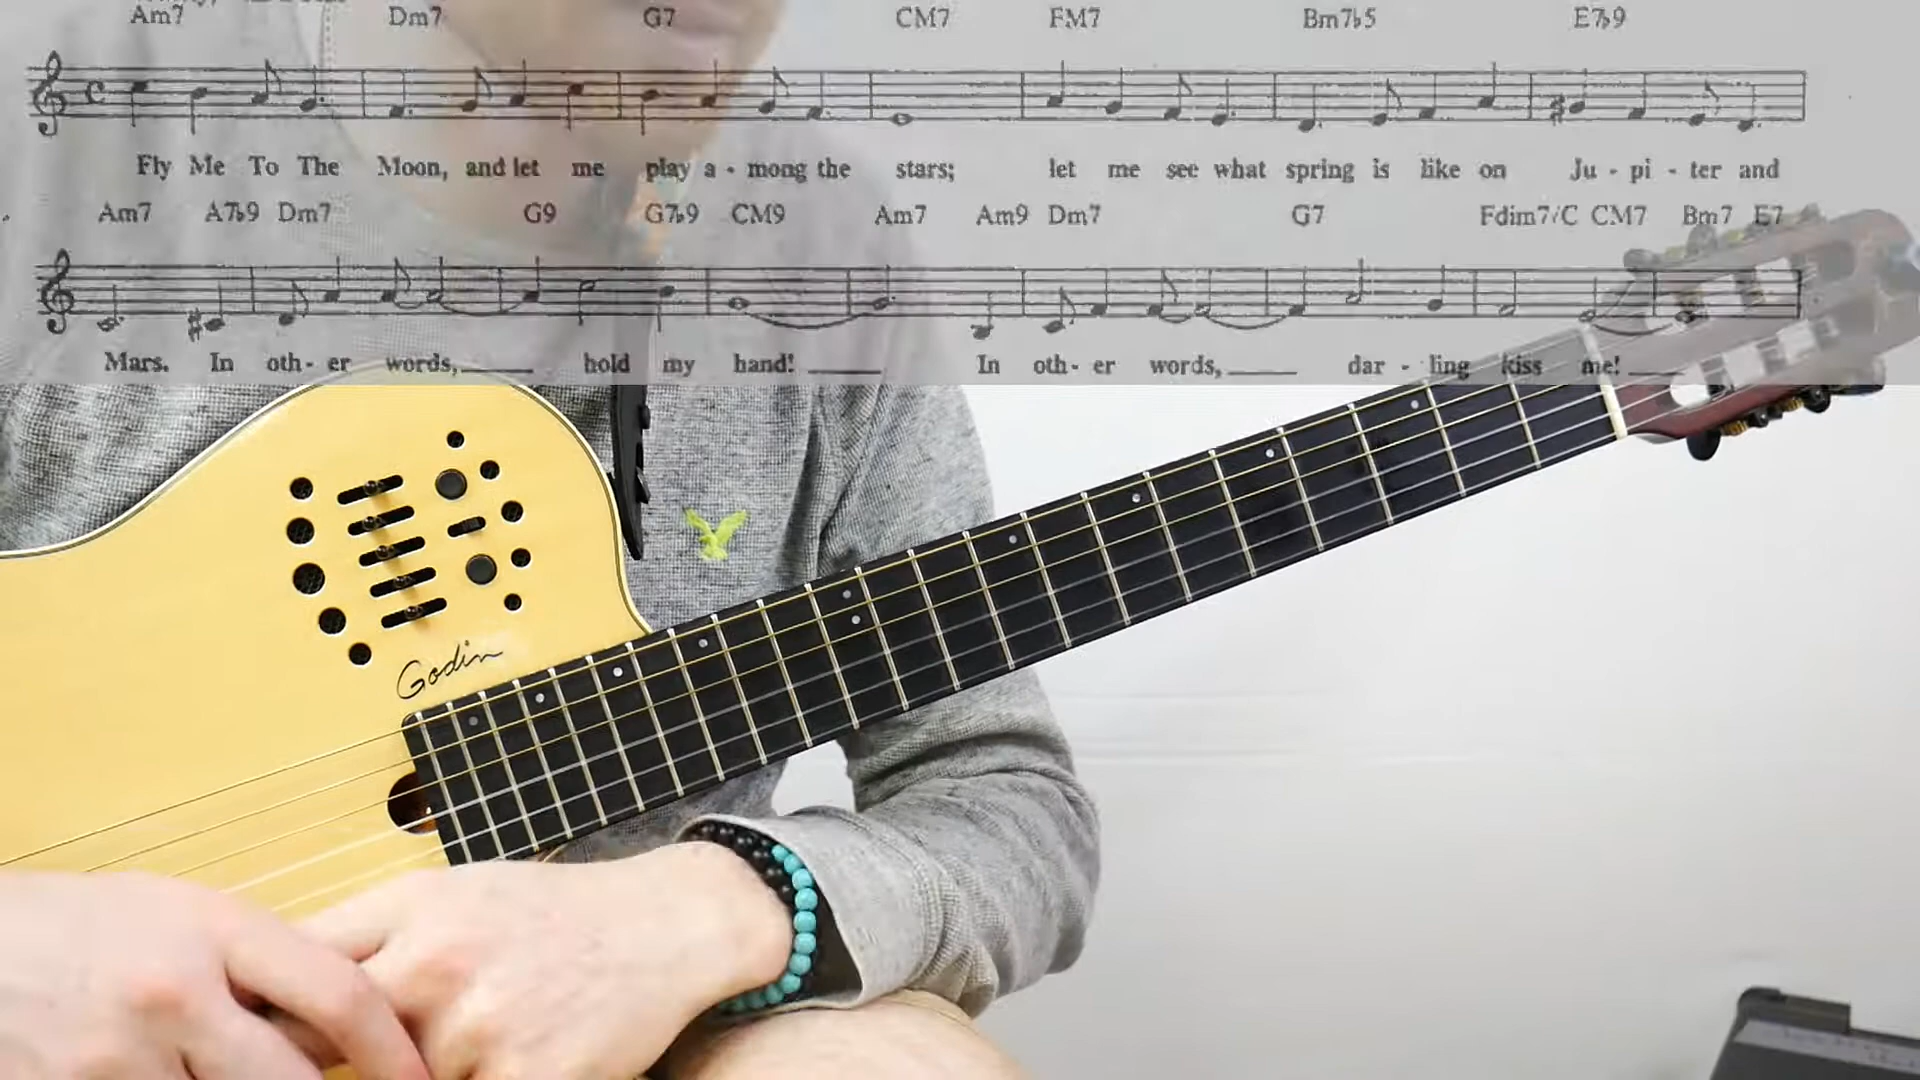 Am7 Dm7 G7 CM7 FM7 Bm7♭5 E7♭9
Fly Me To The Moon, and let me play a - mong the stars; let me see what spring is like on Ju - pi - ter and
Am7 A7♭9 Dm7 G9 G7♭9 CM9 Am7 Am9 Dm7 G7 Fdim7/C CM7 Bm7 E7
Mars. In oth - er words, hold my hand! In oth - er words, dar - ling kiss me!
Godin